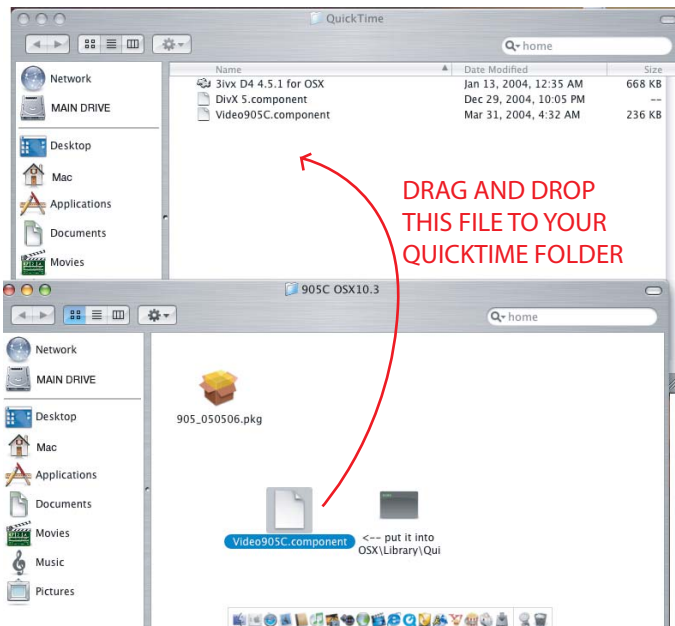 QuickTime
home
Name Date Modified Size
3ivx D4 4.5.1 for OSX Jan 13, 2004, 12:35 AM 668 KB
DivX 5.component Dec 29, 2004, 10:05 PM --
Video905C.component Mar 31, 2004, 4:32 AM 236 KB
Network
MAIN DRIVE
Desktop
Mac
Applications
Documents
Movies
DRAG AND DROP
THIS FILE TO YOUR
QUICKTIME FOLDER
905C OSX10.3
home
Network
MAIN DRIVE
Desktop
Mac
Applications
Documents
Movies
Music
Pictures
905_050506.pkg
Video905C.component
<-- put it into
OSX\Library\Qui